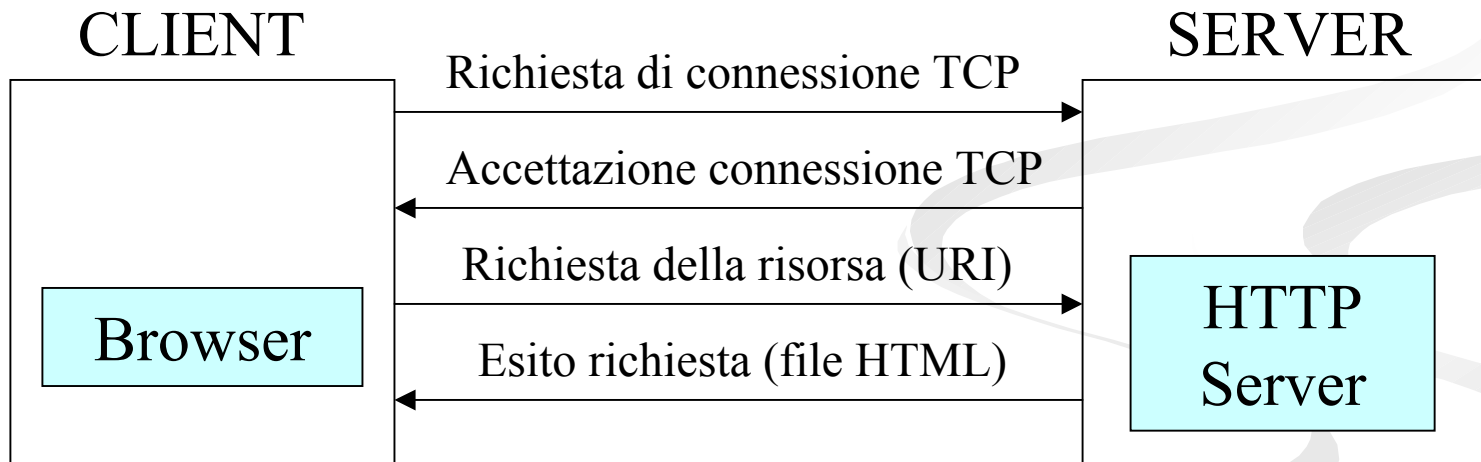 CLIENT
SERVER
Richiesta di connessione TCP
Accettazione connessione TCP
Richiesta della risorsa (URI)
Esito richiesta (file HTML)
Browser
HTTP
Server